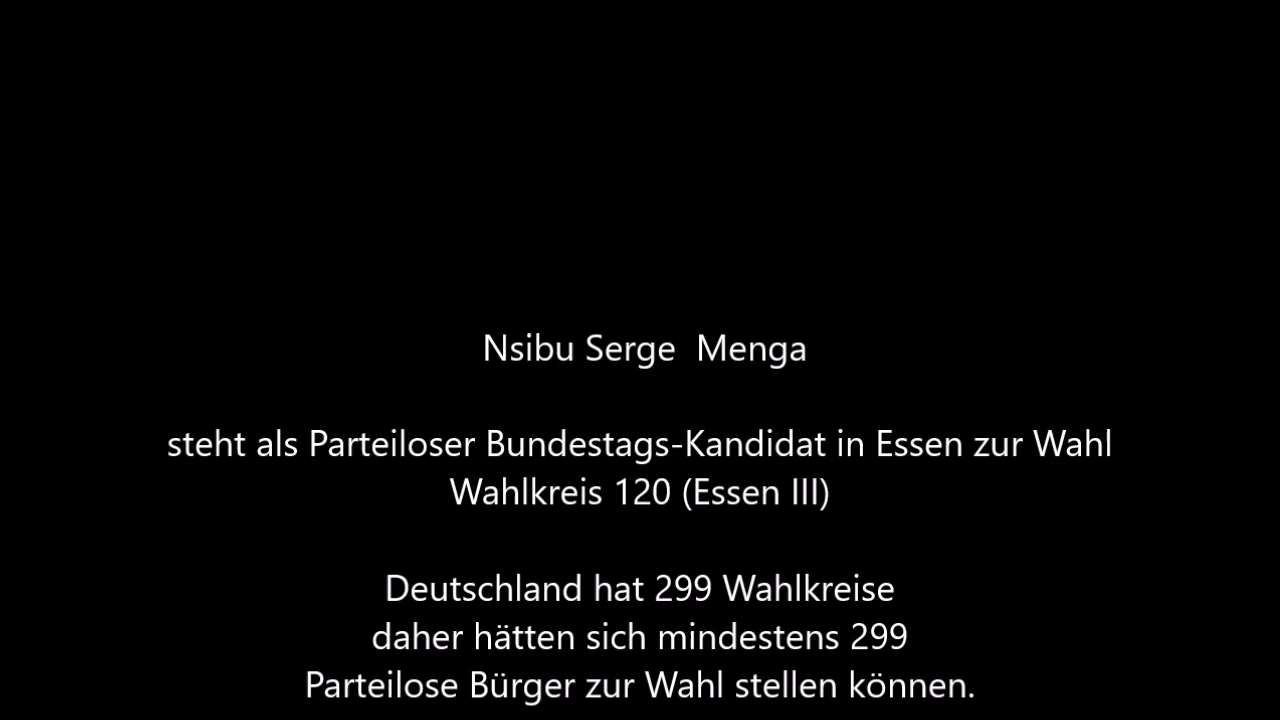 Nsibu Serge  Menga
steht als Parteiloser Bundestags-Kandidat in Essen zur Wahl
Wahlkreis 120 (Essen III)
Deutschland hat 299 Wahlkreise
daher hätten sich mindestens 299
Parteilose Bürger zur Wahl stellen können.